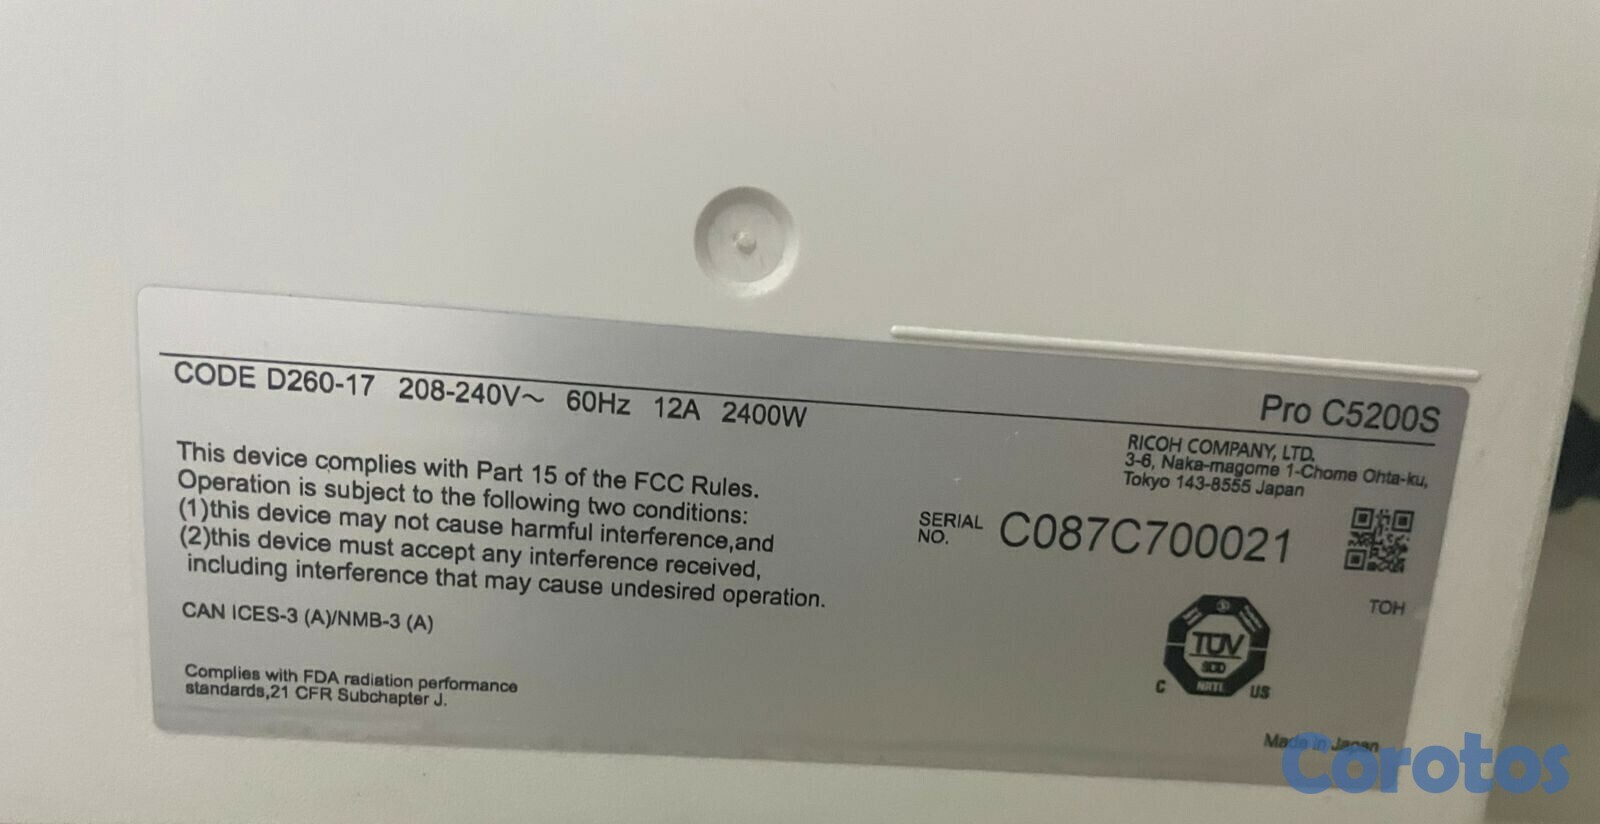 CODE D260-17 208-240V~ 60Hz 12A 2400W
Pro C5200S
This device complies with Part 15 of the FCC Rules.
Operation is subject to the following two conditions:
(1)this device may not cause harmful interference,and
(2)this device must accept any interference received,
including interference that may cause undesired operation.
CAN ICES-3 (A)/NMB-3 (A)
Complies with FDA radiation performance
standards,21 CFR Subchapter J.
RICOH COMPANY, LTD.
3-6, Naka-magome 1-Chome Ohta-ku,
Tokyo 143-8555 Japan
SERIAL
NO.
C087C700021
TOH
TÜV
SÜD
NRTL
C US
Made in Japan
Corotos